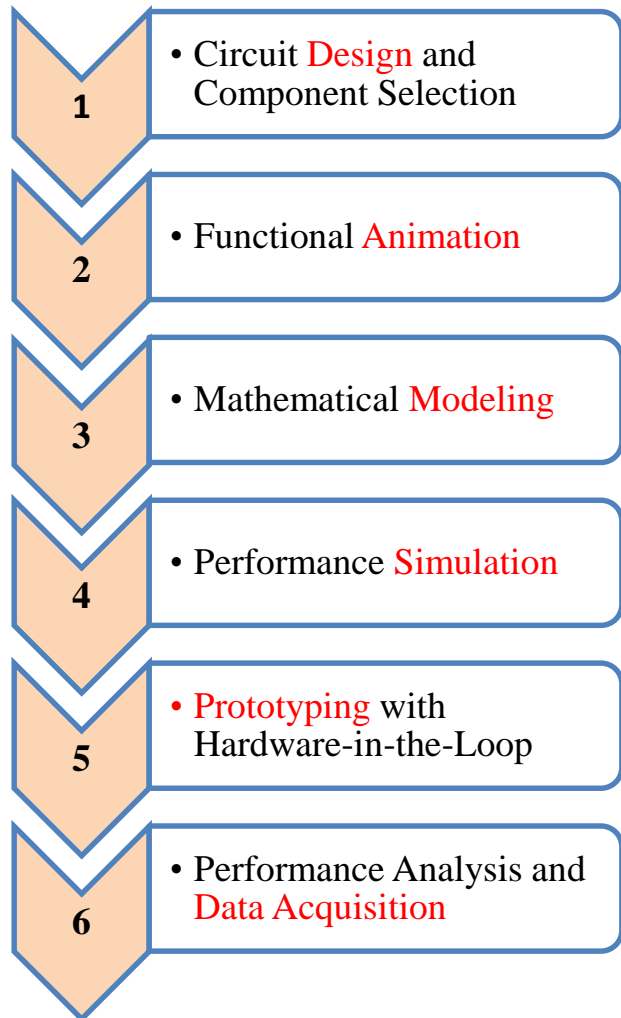 1
• Circuit Design and
Component Selection
2
• Functional Animation
3
• Mathematical Modeling
4
• Performance Simulation
5
• Prototyping with
Hardware-in-the-Loop
6
• Performance Analysis and
Data Acquisition